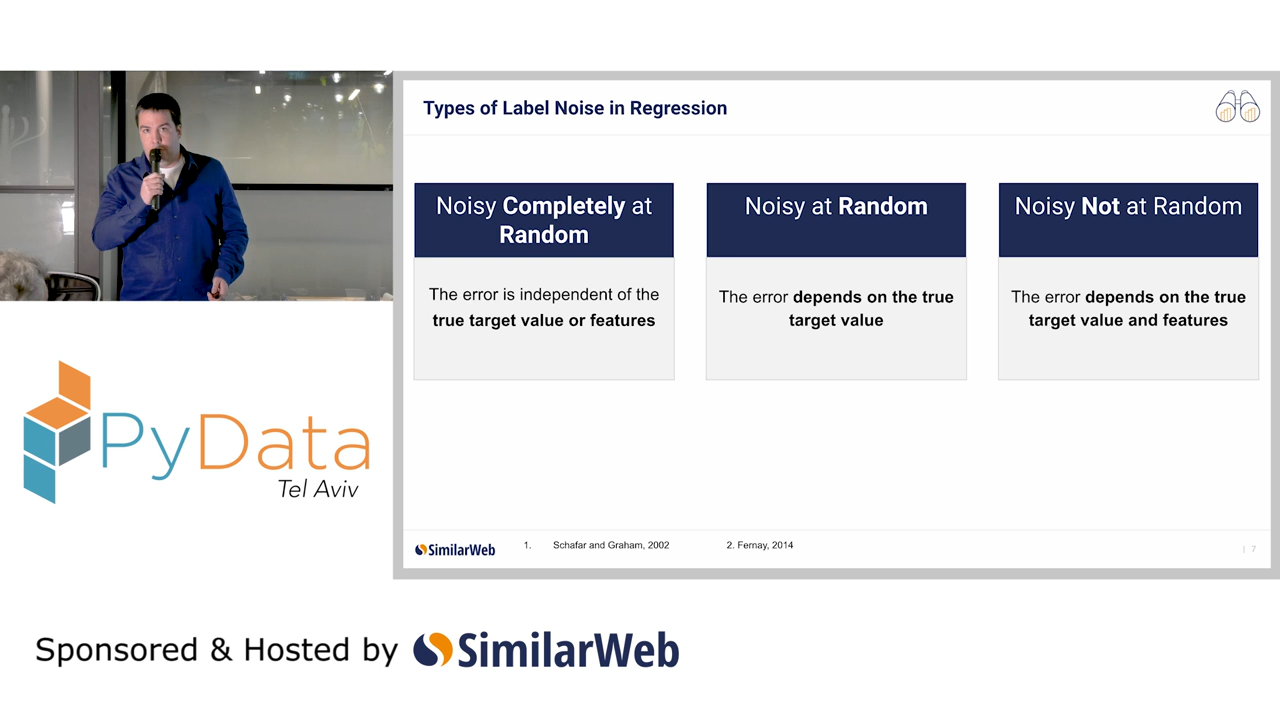 Types of Label Noise in Regression
Noisy Completely at
Random
The error is independent of the
true target value or features
Noisy at Random
The error depends on the true
target value
Noisy Not at Random
The error depends on the true
target value and features
SimilarWeb
1. Schafar and Graham, 2002
2. Fernay, 2014
| 7
PyData
Tel Aviv
Sponsored & Hosted by SimilarWeb